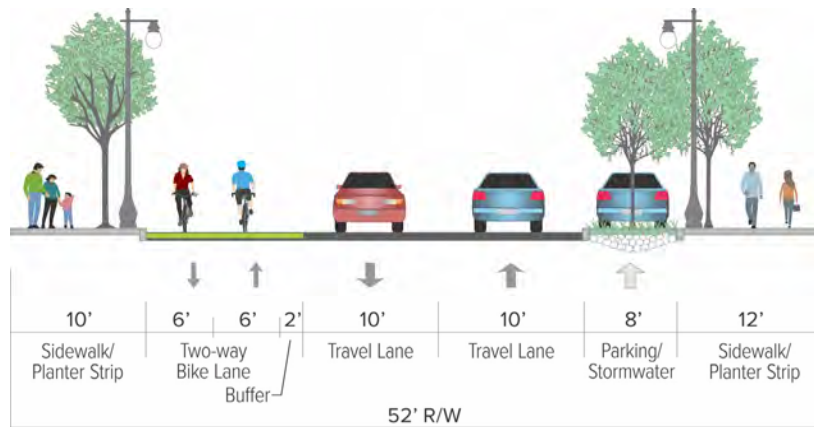 10’ 6’ 6’ 2’ 10’ 10’ 8’ 12’
Sidewalk/
Planter Strip
Two-way
Bike Lane
Buffer
Travel Lane
Travel Lane
Parking/
Stormwater
Sidewalk/
Planter Strip
52’ R/W